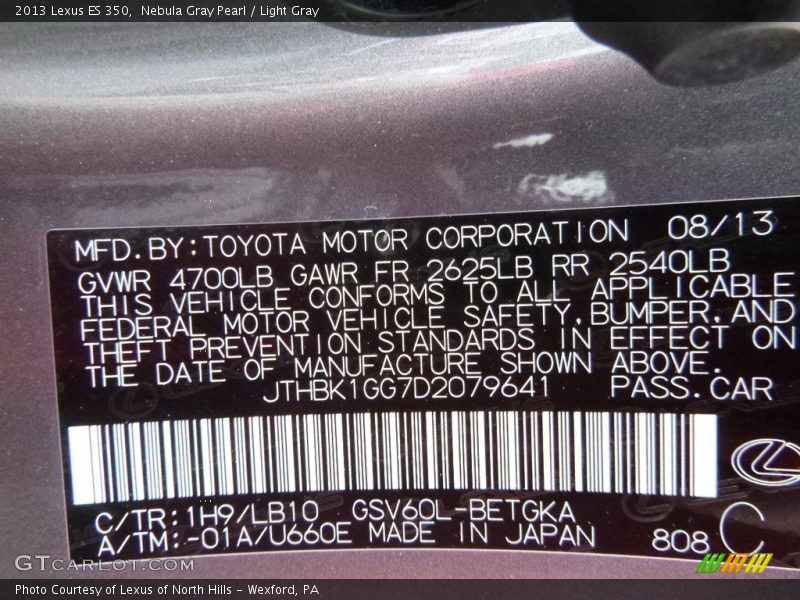 2013 Lexus ES 350,  Nebula Gray Pearl / Light Gray
MFD.BY:TOYOTA MOTOR CORPORATION 08/13
GVWR 4700LB GAWR FR 2625LB RR 2540LB
THIS VEHICLE CONFORMS TO ALL APPLICABLE
FEDERAL MOTOR VEHICLE SAFETY,BUMPER,AND
THEFT PREVENTION STANDARDS IN EFFECT ON
THE DATE OF MANUFACTURE SHOWN ABOVE.
JTHBK1GG7D2079641 PASS.CAR
C/TR:1H9/LB10 GSV60L-BETGKA
A/TM:-01A/U660E MADE IN JAPAN 808 C
GTCARLOT.COM
Photo Courtesy of Lexus of North Hills - Wexford, PA